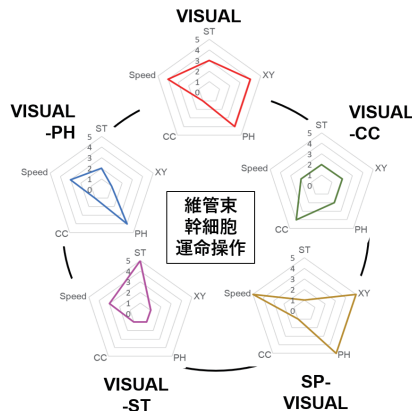 VISUAL
ST
5
4
3
2
1
0
XY
PH
CC
Speed
VISUAL
-PH
ST
5
4
3
2
1
0
XY
PH
CC
Speed
VISUAL
-CC
ST
5
4
3
2
1
0
XY
PH
CC
Speed
維管束
幹細胞
運命操作
ST
5
4
3
2
1
0
XY
PH
CC
Speed
VISUAL
-ST
ST
5
4
3
2
1
0
XY
PH
CC
Speed
SP-
VISUAL